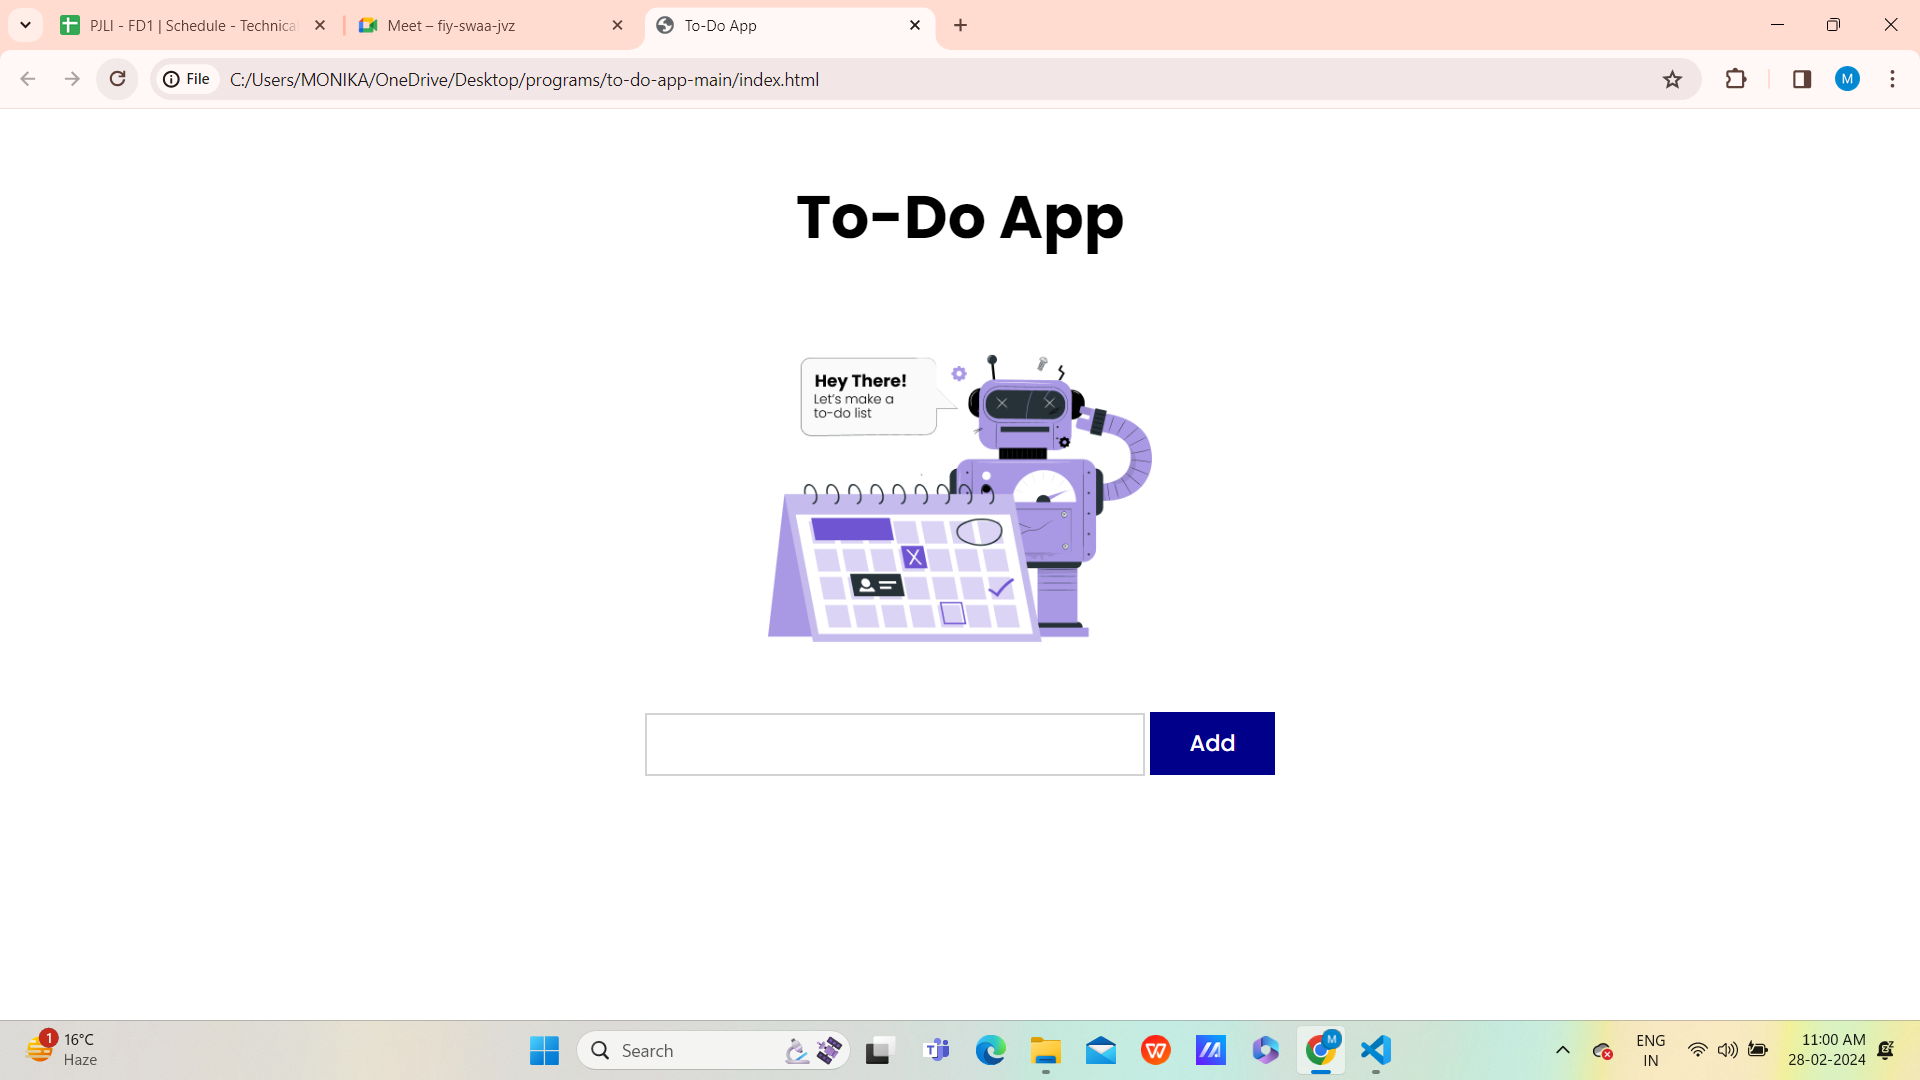 PJLI - FD1 | Schedule - Technica
Meet – fiy-swaa-jvz
To-Do App
File
C:/Users/MONIKA/OneDrive/Desktop/programs/to-do-app-main/index.html
M
To-Do App
Hey There!
Let's make a
to-do list
Add
1
16°C
Haze
Search
M
ENG
IN
11:00 AM
28-02-2024